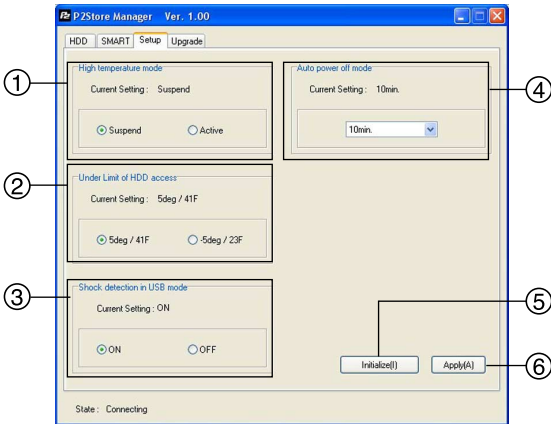 P2 P2Store Manager Ver. 1.00
HDD SMART Setup Upgrade
① High temperature mode
Current Setting : Suspend
Suspend Active
Auto power off mode ④
Current Setting : 10min.
10min.
② Under Limit of HDD access
Current Setting : 5deg / 41F
5deg / 41F -5deg / 23F
③ Shock detection in USB mode
Current Setting : ON
ON OFF
⑤
Initialize(I) Apply(A) ⑥
State : Connecting